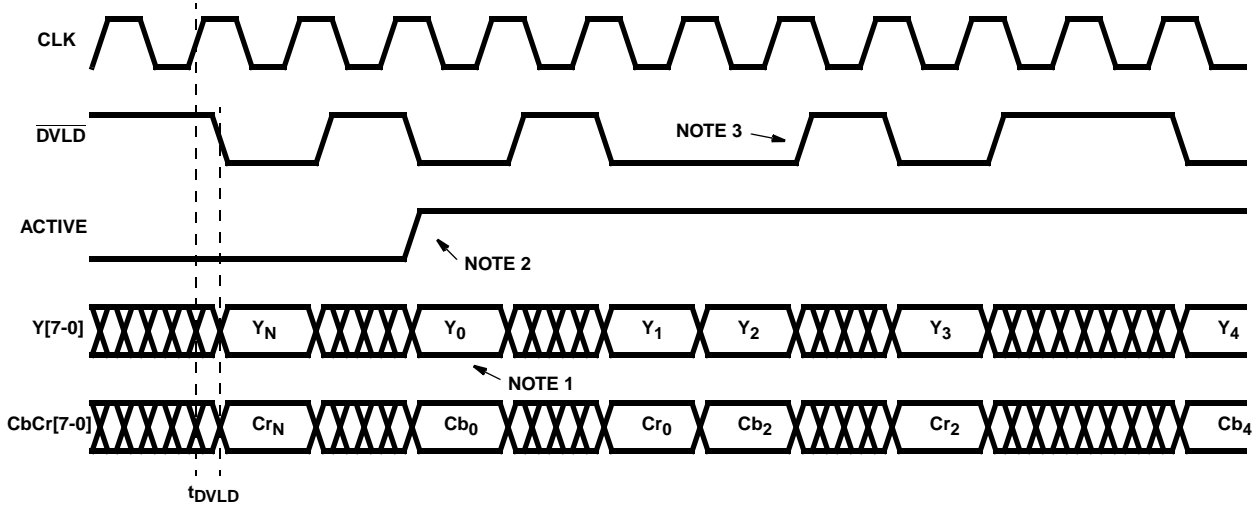 CLK
DVLD
NOTE 3
ACTIVE
NOTE 2
Y[7-0]
YN Y0 Y1 Y2 Y3 Y4
NOTE 1
CbCr[7-0]
CrN Cb0 Cr0 Cb2 Cr2 Cb4
tDVLD